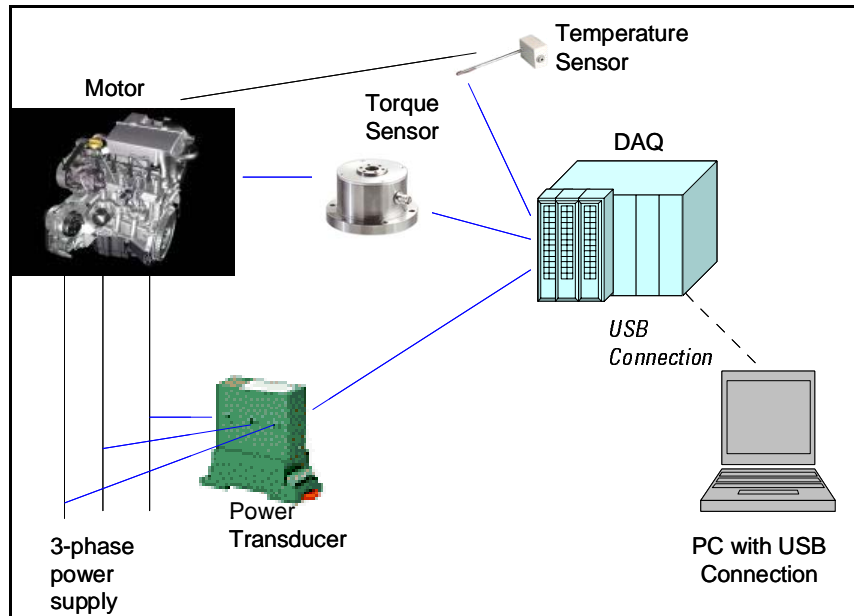 Temperature
Sensor
Motor
Torque
Sensor
DAQ
USB
Connection
Power
Transducer
3-phase
power
supply
PC with USB
Connection